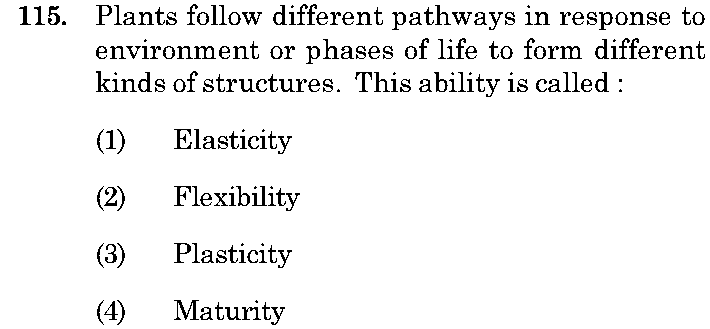 115. Plants follow different pathways in response to
environment or phases of life to form different
kinds of structures. This ability is called :
(1) Elasticity
(2) Flexibility
(3) Plasticity
(4) Maturity